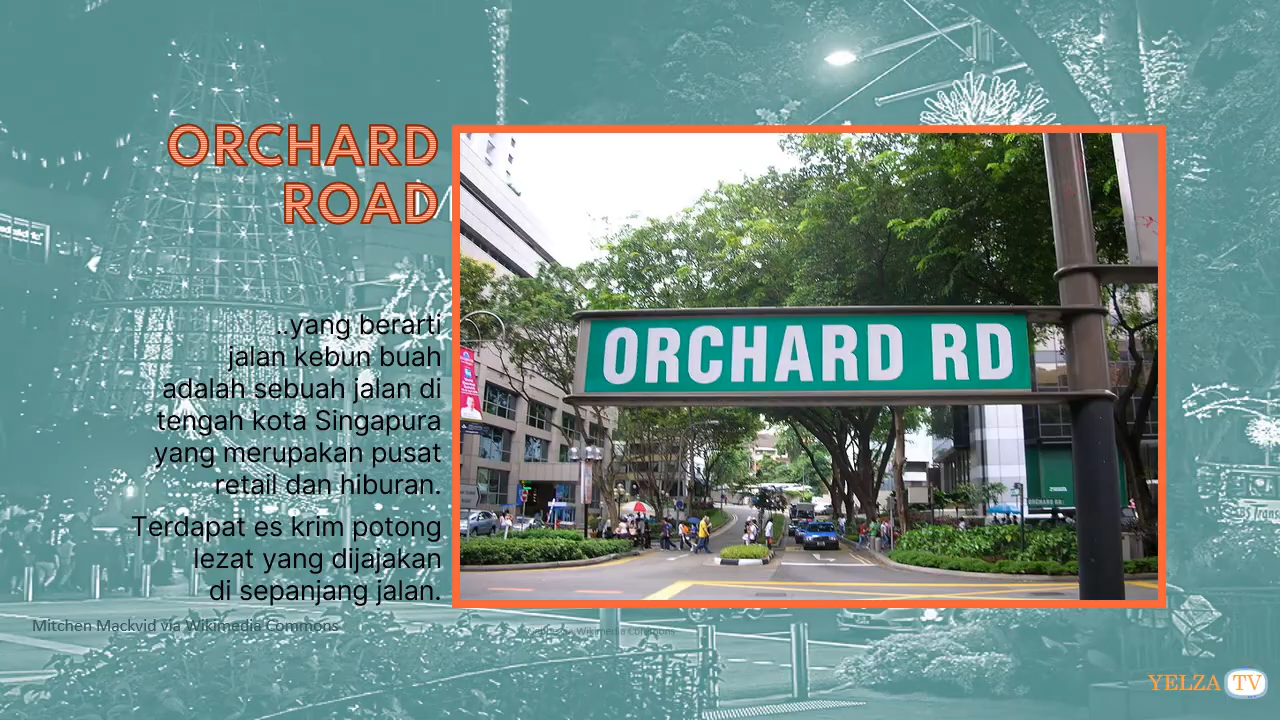 ORCHARD
ROAD
..yang berarti
jalan kebun buah
adalah sebuah jalan di
tengah kota Singapura
yang merupakan pusat
retail dan hiburan.
Terdapat es krim potong
lezat yang dijajakan
di sepanjang jalan.
ORCHARD RD
Mitchen Mackvid via Wikimedia Commons
Wikimedia Commons
YELZA TV